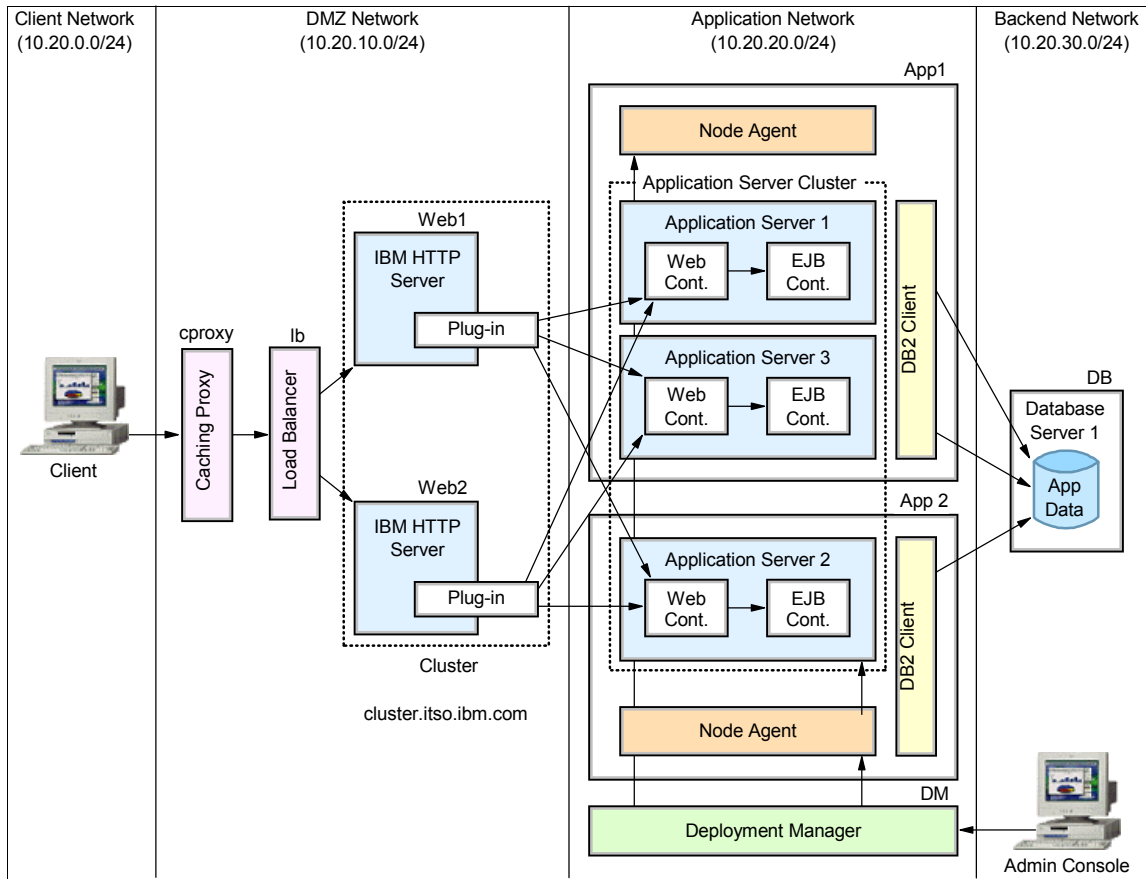 Client Network
(10.20.0.0/24)
DMZ Network
(10.20.10.0/24)
Application Network
(10.20.20.0/24)
Backend Network
(10.20.30.0/24)
Client
cproxy
Caching Proxy
lb
Load Balancer
Web1
IBM HTTP
Server
Plug-in
Web2
IBM HTTP
Server
Plug-in
Cluster
cluster.itso.ibm.com
App1
Node Agent
Application Server Cluster
Application Server 1
Web
Cont.
EJB
Cont.
Application Server 3
Web
Cont.
EJB
Cont.
DB2 Client
App 2
Application Server 2
Web
Cont.
EJB
Cont.
DB2 Client
Node Agent
DM
Deployment Manager
DB
Database
Server 1
App
Data
Admin Console